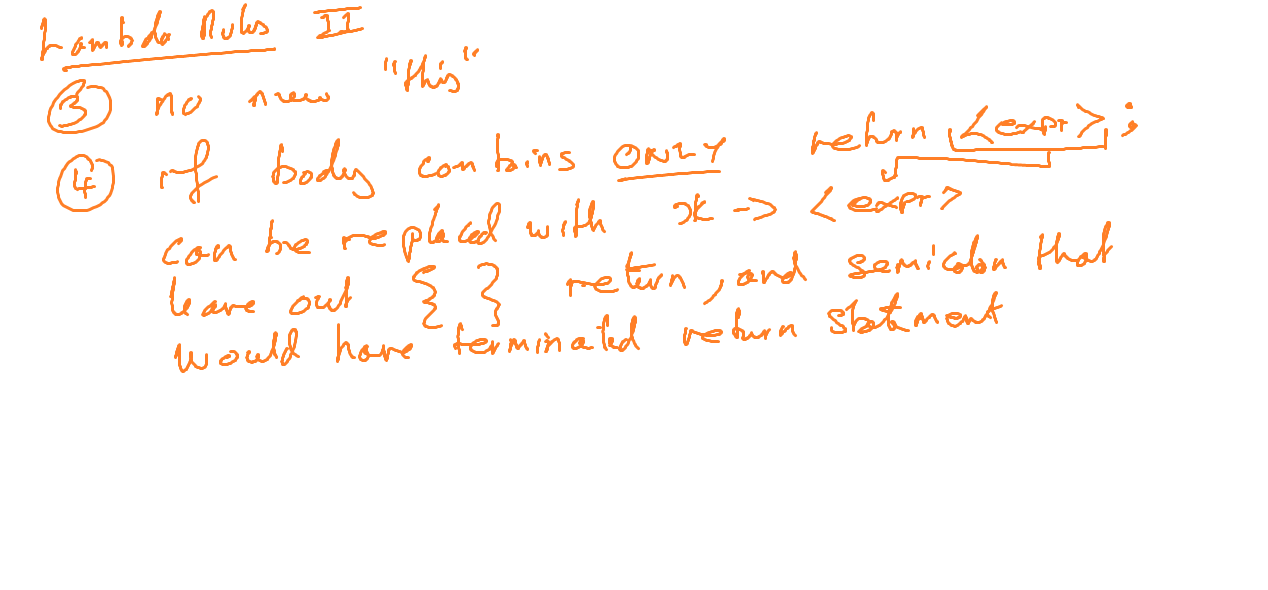 Lambda Rules II
③ no new "this"
④ if body contains ONLY return <expr>;
can be replaced with x -> <expr>
leave out { } return, and semicolon that
would have terminated return statement